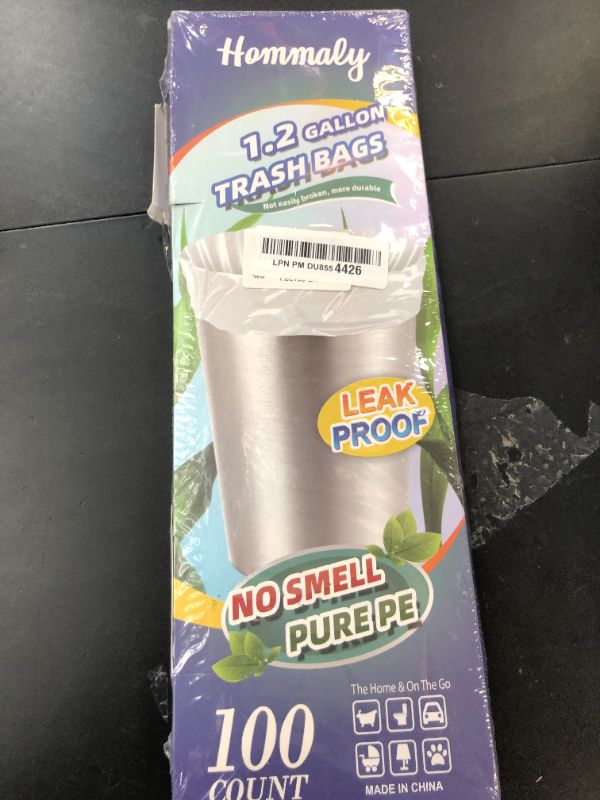 Hommaly
1.2 GALLON
TRASH BAGS
Not easily broken, more durable
LPN PM DU855 4426
New
LEAK
PROOF
NO SMELL
PURE PE
The Home & On The Go
100
COUNT
MADE IN CHINA